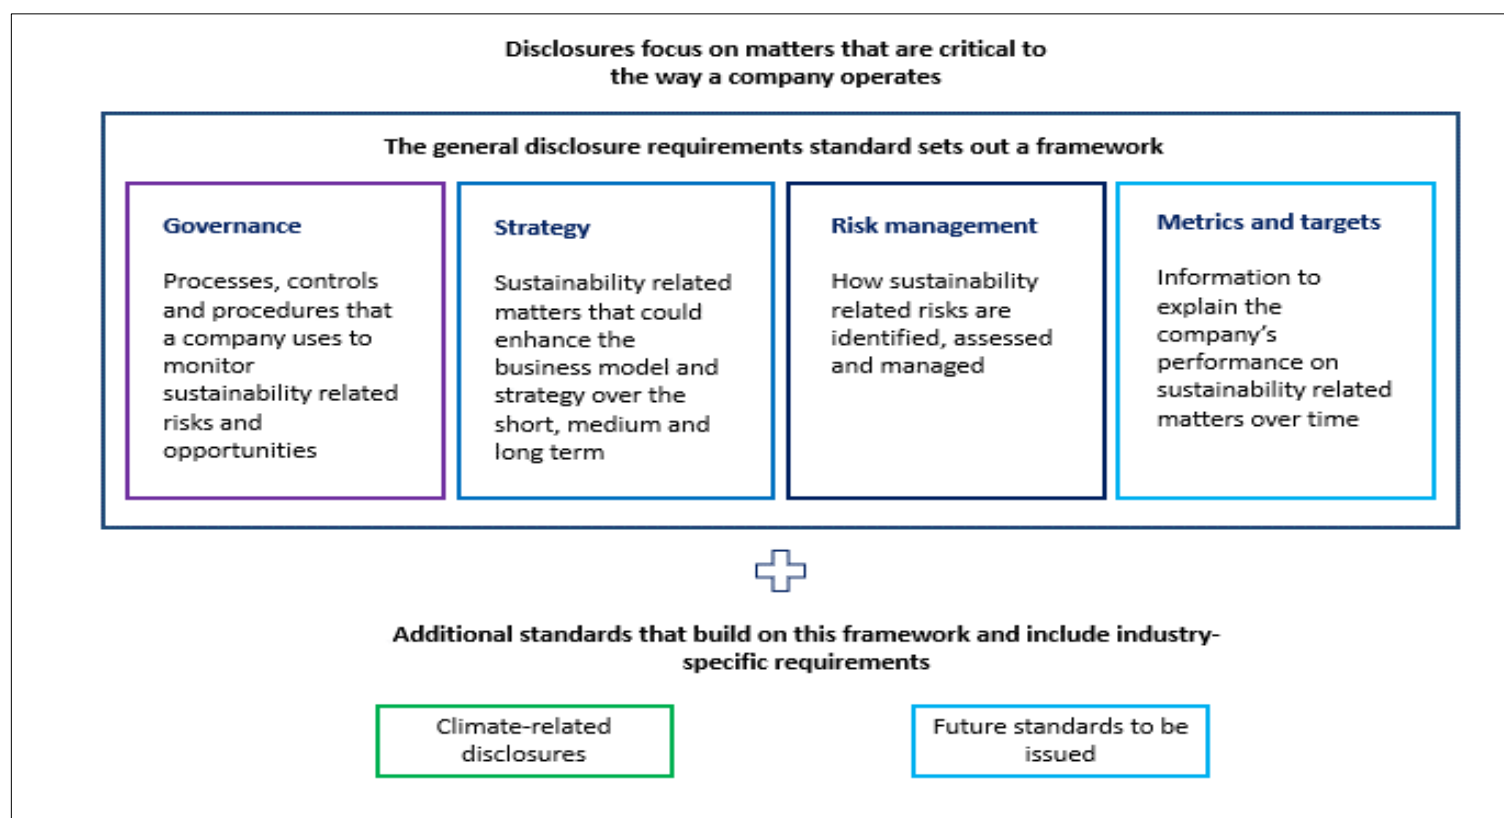 Disclosures focus on matters that are critical to
the way a company operates
The general disclosure requirements standard sets out a framework
Governance
Processes, controls
and procedures that
a company uses to
monitor
sustainability related
risks and
opportunities
Strategy
Sustainability related
matters that could
enhance the
business model and
strategy over the
short, medium and
long term
Risk management
How sustainability
related risks are
identified, assessed
and managed
Metrics and targets
Information to
explain the
company's
performance on
sustainability related
matters over time
Additional standards that build on this framework and include industry-
specific requirements
Climate-related
disclosures
Future standards to be
issued